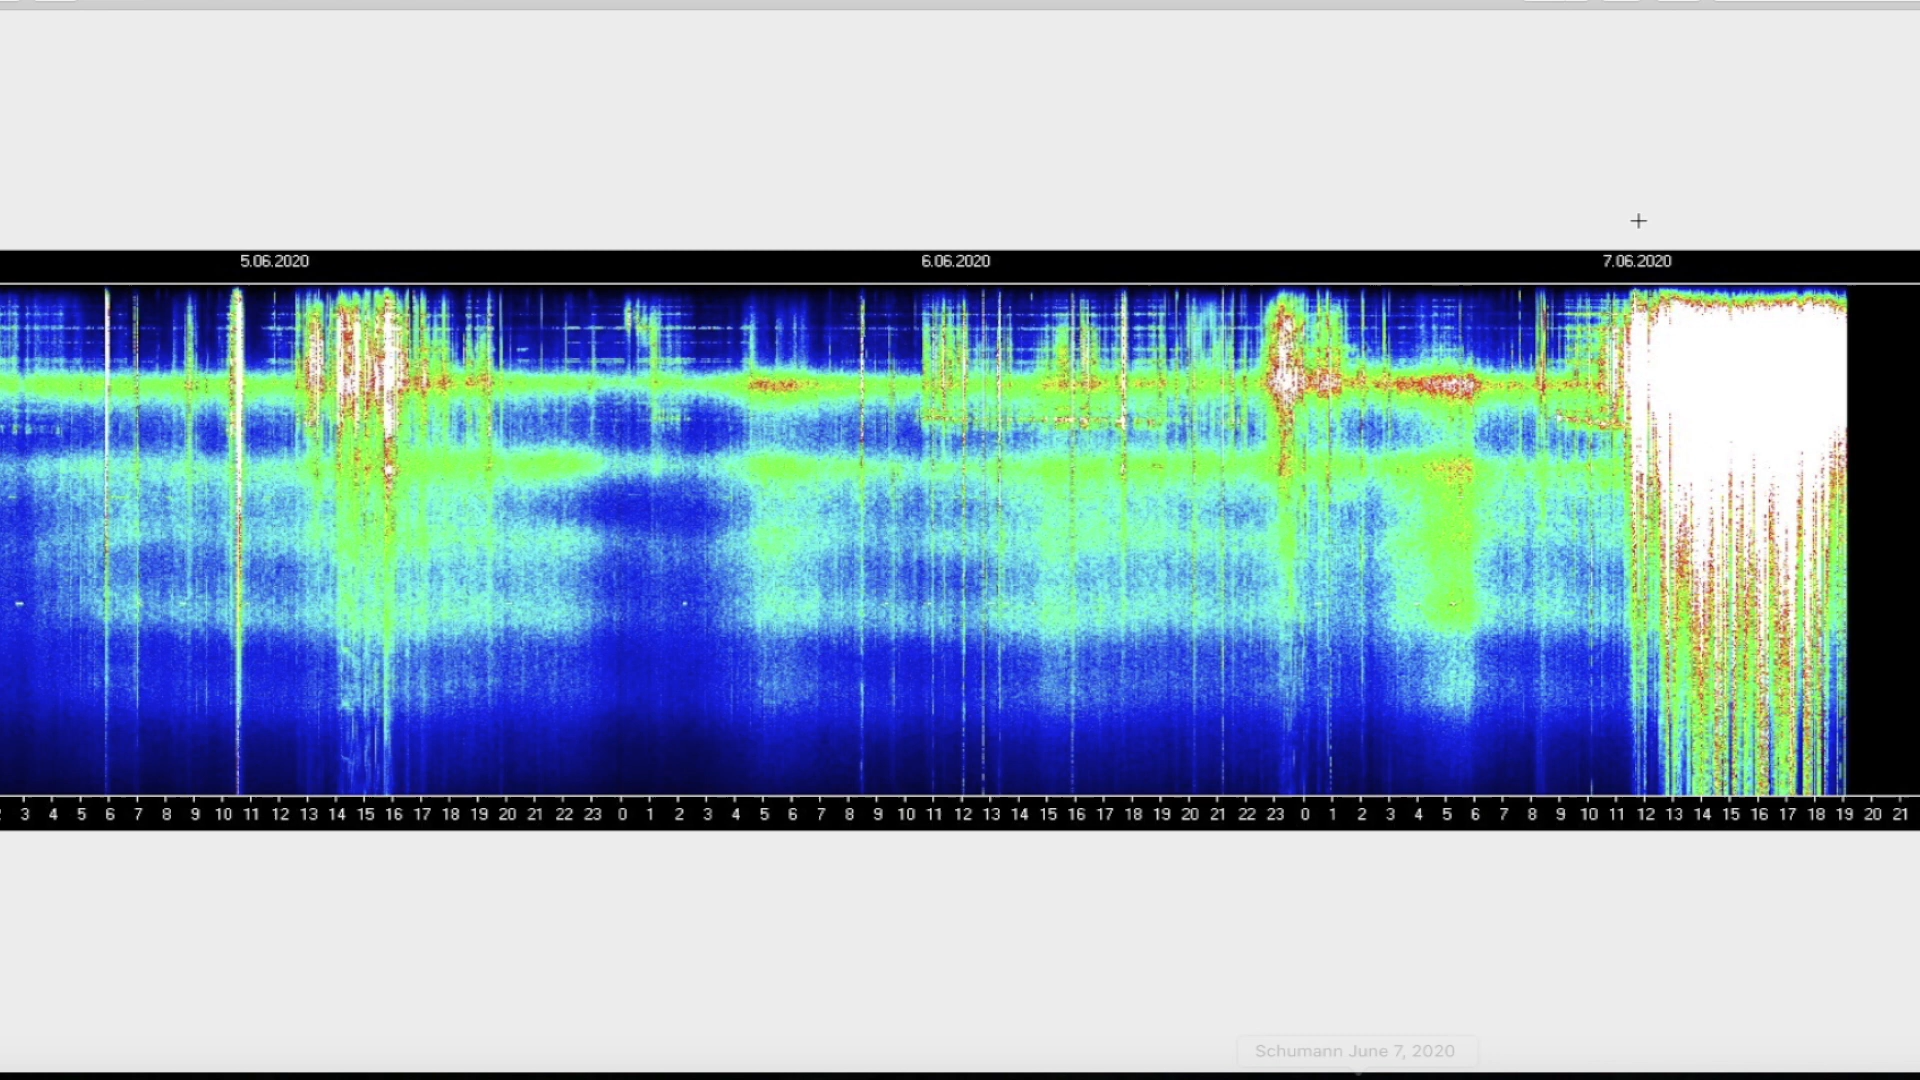 5.06.2020 6.06.2020 7.06.2020
3 4 5 6 7 8 9 10 11 12 13 14 15 16 17 18 19 20 21 22 23 0 1 2 3 4 5 6 7 8 9 10 11 12 13 14 15 16 17 18 19 20 21 22 23 0 1 2 3 4 5 6 7 8 9 10 11 12 13 14 15 16 17 18 19 20 21
Schumann June 7, 2020